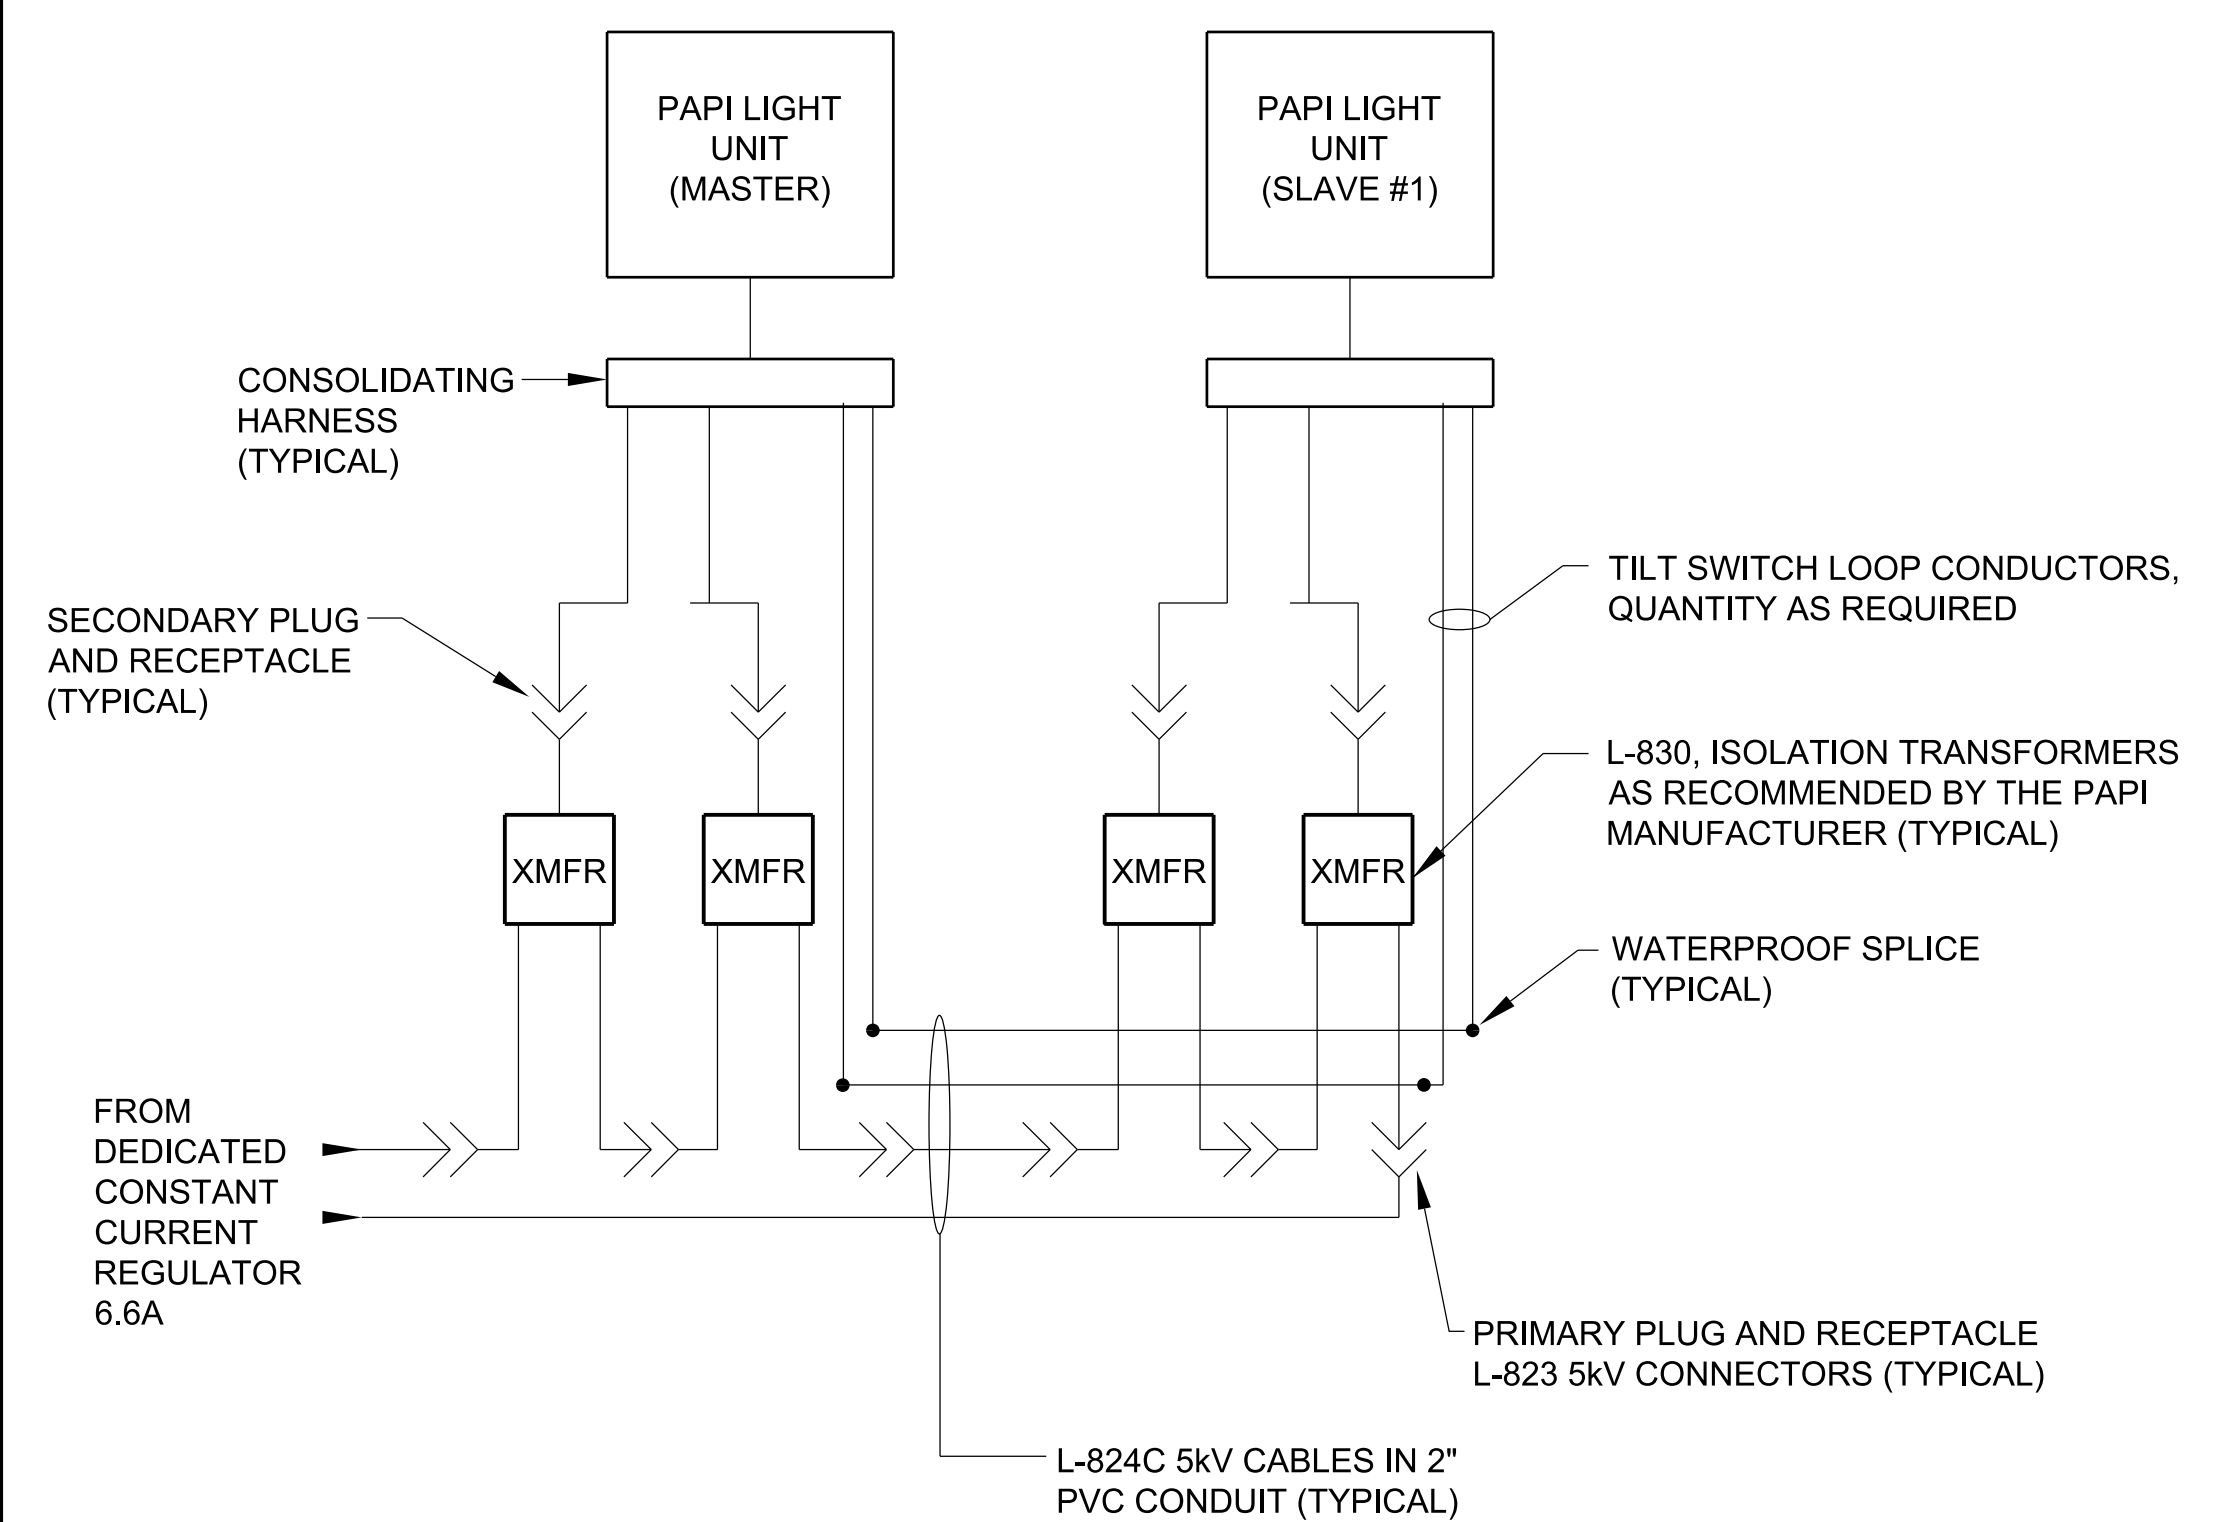 PAPI LIGHT
UNIT
(MASTER)
PAPI LIGHT
UNIT
(SLAVE #1)
CONSOLIDATING
HARNESS
(TYPICAL)
TILT SWITCH LOOP CONDUCTORS,
QUANTITY AS REQUIRED
SECONDARY PLUG
AND RECEPTACLE
(TYPICAL)
L-830, ISOLATION TRANSFORMERS
AS RECOMMENDED BY THE PAPI
MANUFACTURER (TYPICAL)
XMFR
XMFR
XMFR
XMFR
WATERPROOF SPLICE
(TYPICAL)
FROM
DEDICATED
CONSTANT
CURRENT
REGULATOR
6.6A
PRIMARY PLUG AND RECEPTACLE
L-823 5kV CONNECTORS (TYPICAL)
L-824C 5kV CABLES IN 2"
PVC CONDUIT (TYPICAL)